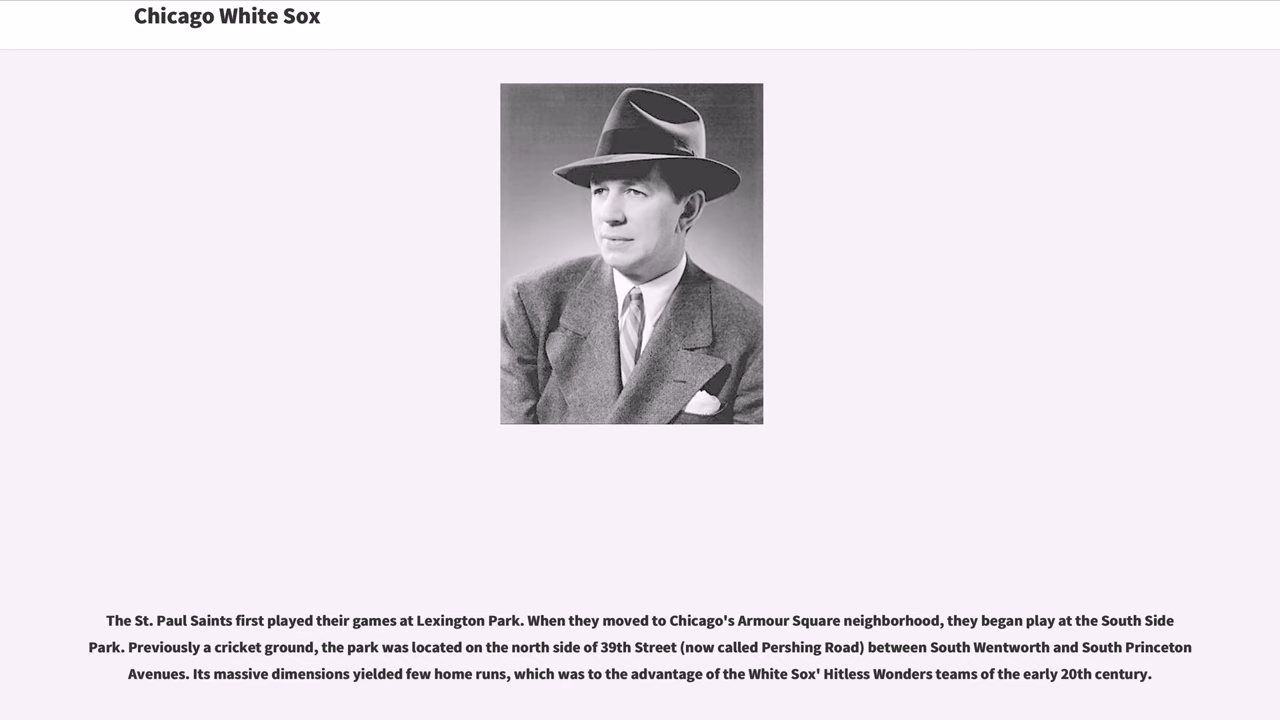 Chicago White Sox
The St. Paul Saints first played their games at Lexington Park. When they moved to Chicago's Armour Square neighborhood, they began play at the South Side
Park. Previously a cricket ground, the park was located on the north side of 39th Street (now called Pershing Road) between South Wentworth and South Princeton
Avenues. Its massive dimensions yielded few home runs, which was to the advantage of the White Sox' Hitless Wonders teams of the early 20th century.